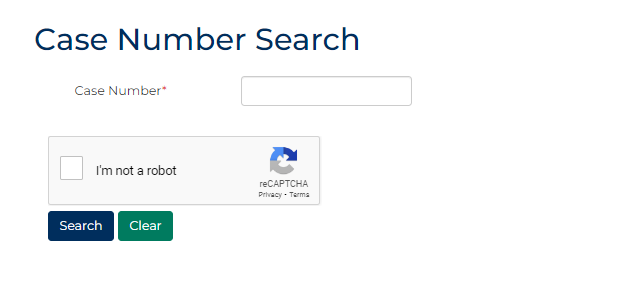 Case Number Search
Case Number*
I'm not a robot
reCAPTCHA
Privacy - Terms
Search Clear